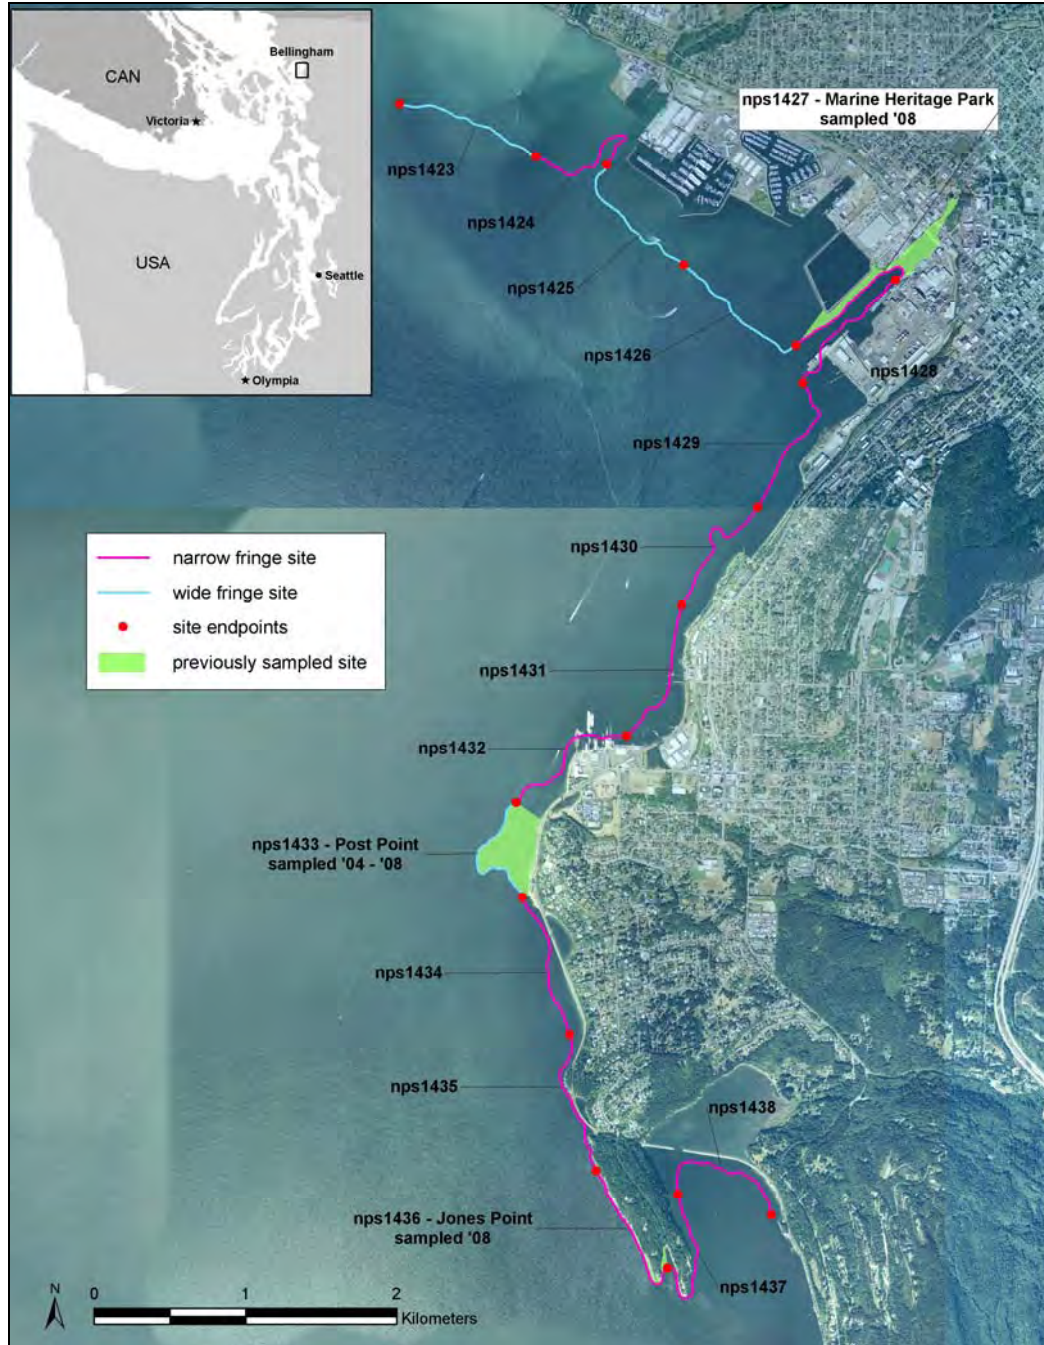 Bellingham
CAN
Victoria
USA
Seattle
Olympia
nps1427 - Marine Heritage Park
sampled '08
nps1423
nps1424
nps1425
nps1426
nps1428
nps1429
nps1430
narrow fringe site
wide fringe site
site endpoints
previously sampled site
nps1431
nps1432
nps1433 - Post Point
sampled '04 - '08
nps1434
nps1435
nps1438
nps1436 - Jones Point
sampled '08
nps1437
N
0 1 2
Kilometers